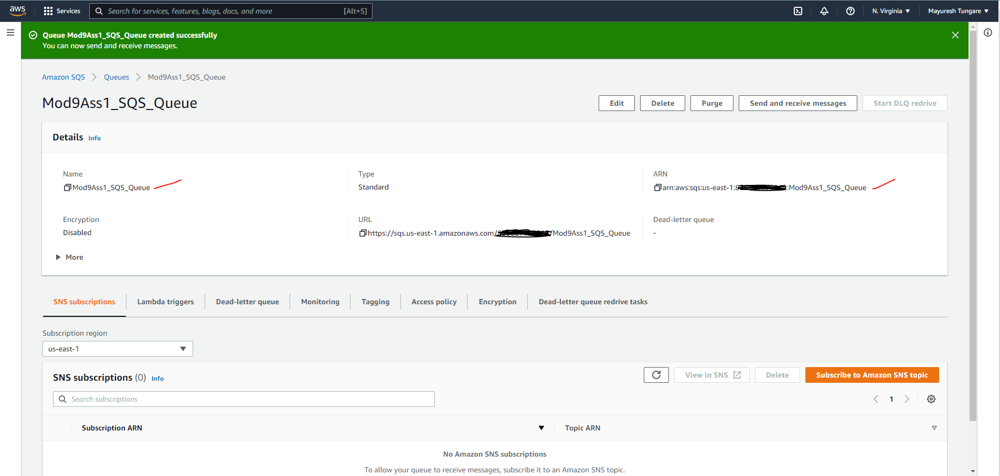 aws
Services
Search for services, features, blogs, docs, and more [Alt+S]
N. Virginia
Mayuresh Tungare
Queue Mod9Ass1_SQS_Queue created successfully
You can now send and receive messages.
Amazon SQS
Queues
Mod9Ass1_SQS_Queue
Mod9Ass1_SQS_Queue
Edit
Delete
Purge
Send and receive messages
Start DLQ redrive
Details Info
Name
Mod9Ass1_SQS_Queue
Type
Standard
ARN
arn:aws:sqs:us-east-1: :Mod9Ass1_SQS_Queue
Encryption
Disabled
URL
https://sqs.us-east-1.amazonaws.com/ /Mod9Ass1_SQS_Queue
Dead-letter queue
-
More
SNS subscriptions
Lambda triggers
Dead-letter queue
Monitoring
Tagging
Access policy
Encryption
Dead-letter queue redrive tasks
Subscription region
us-east-1
SNS subscriptions (0) Info
View in SNS
Delete
Subscribe to Amazon SNS topic
Search subscriptions
1
Subscription ARN
Topic ARN
No Amazon SNS subscriptions
To allow your queue to receive messages, subscribe it to an Amazon SNS topic.